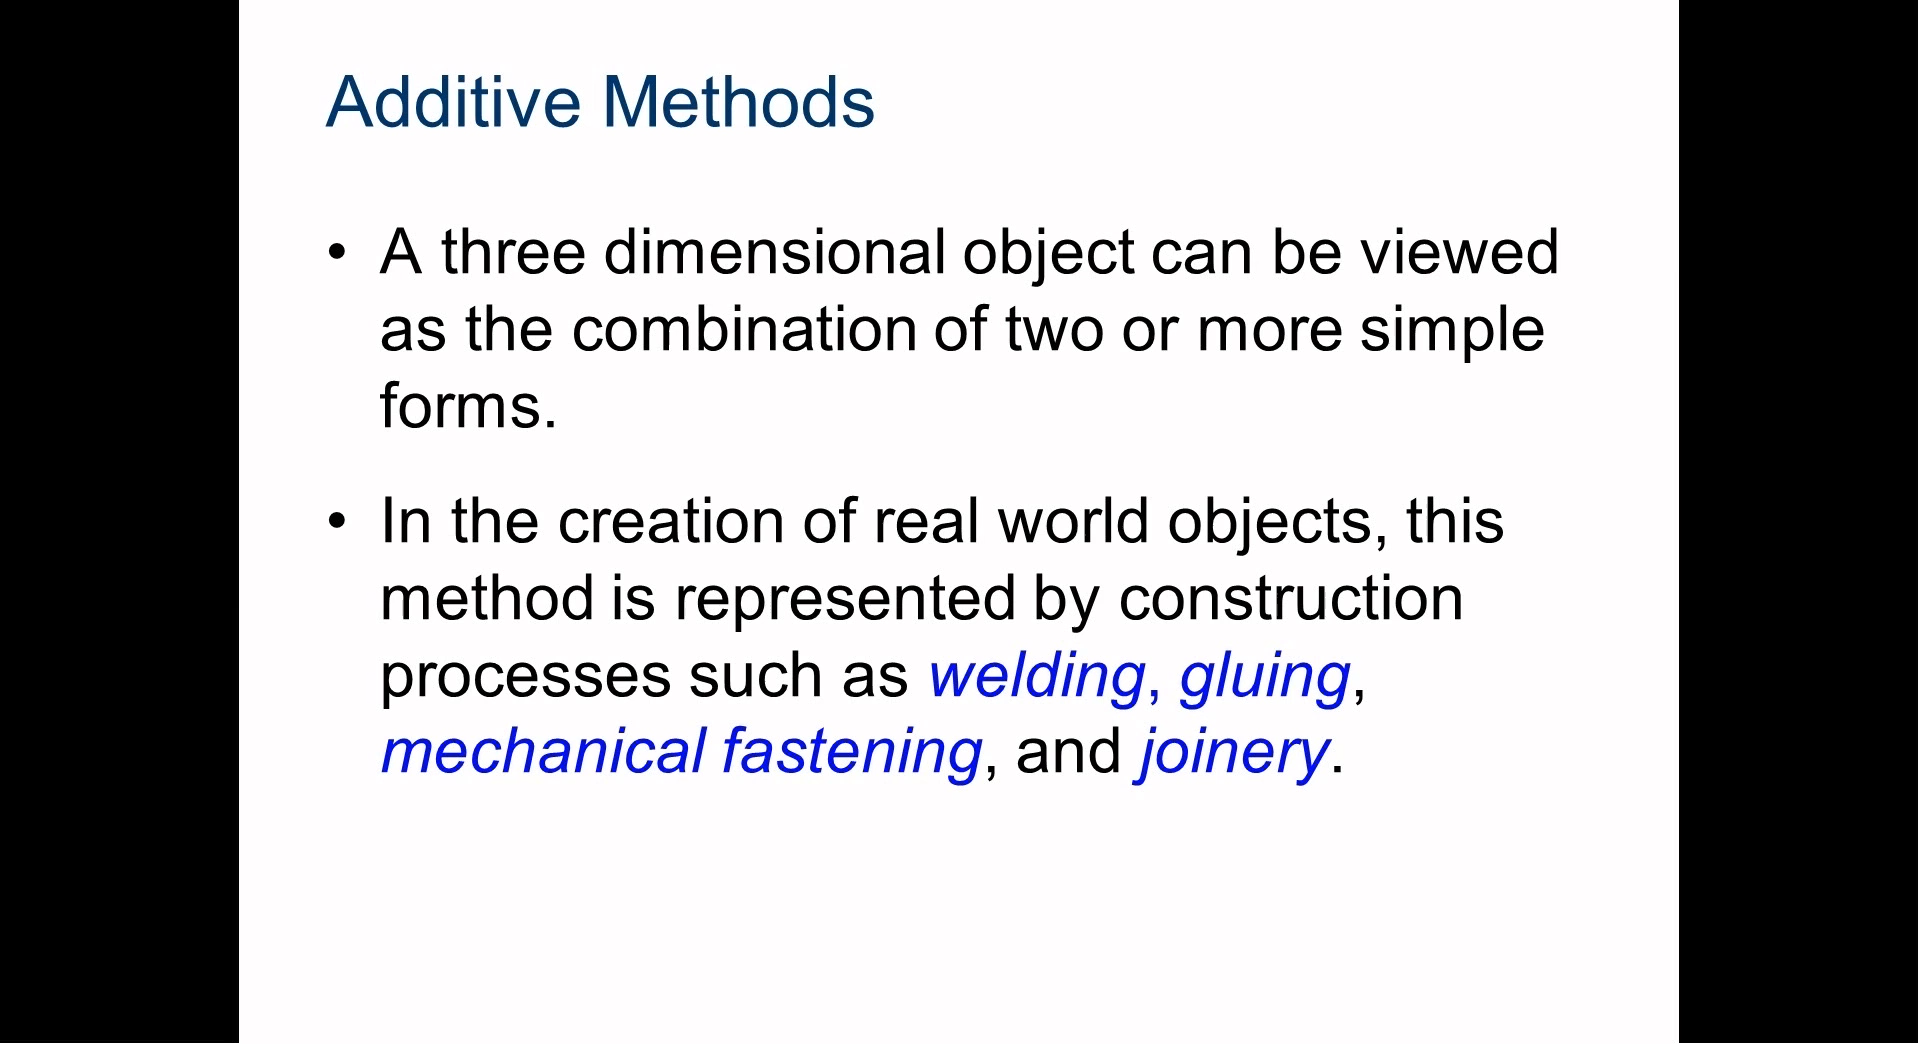 Additive Methods
• A three dimensional object can be viewed
as the combination of two or more simple
forms.
• In the creation of real world objects, this
method is represented by construction
processes such as welding, gluing,
mechanical fastening, and joinery.